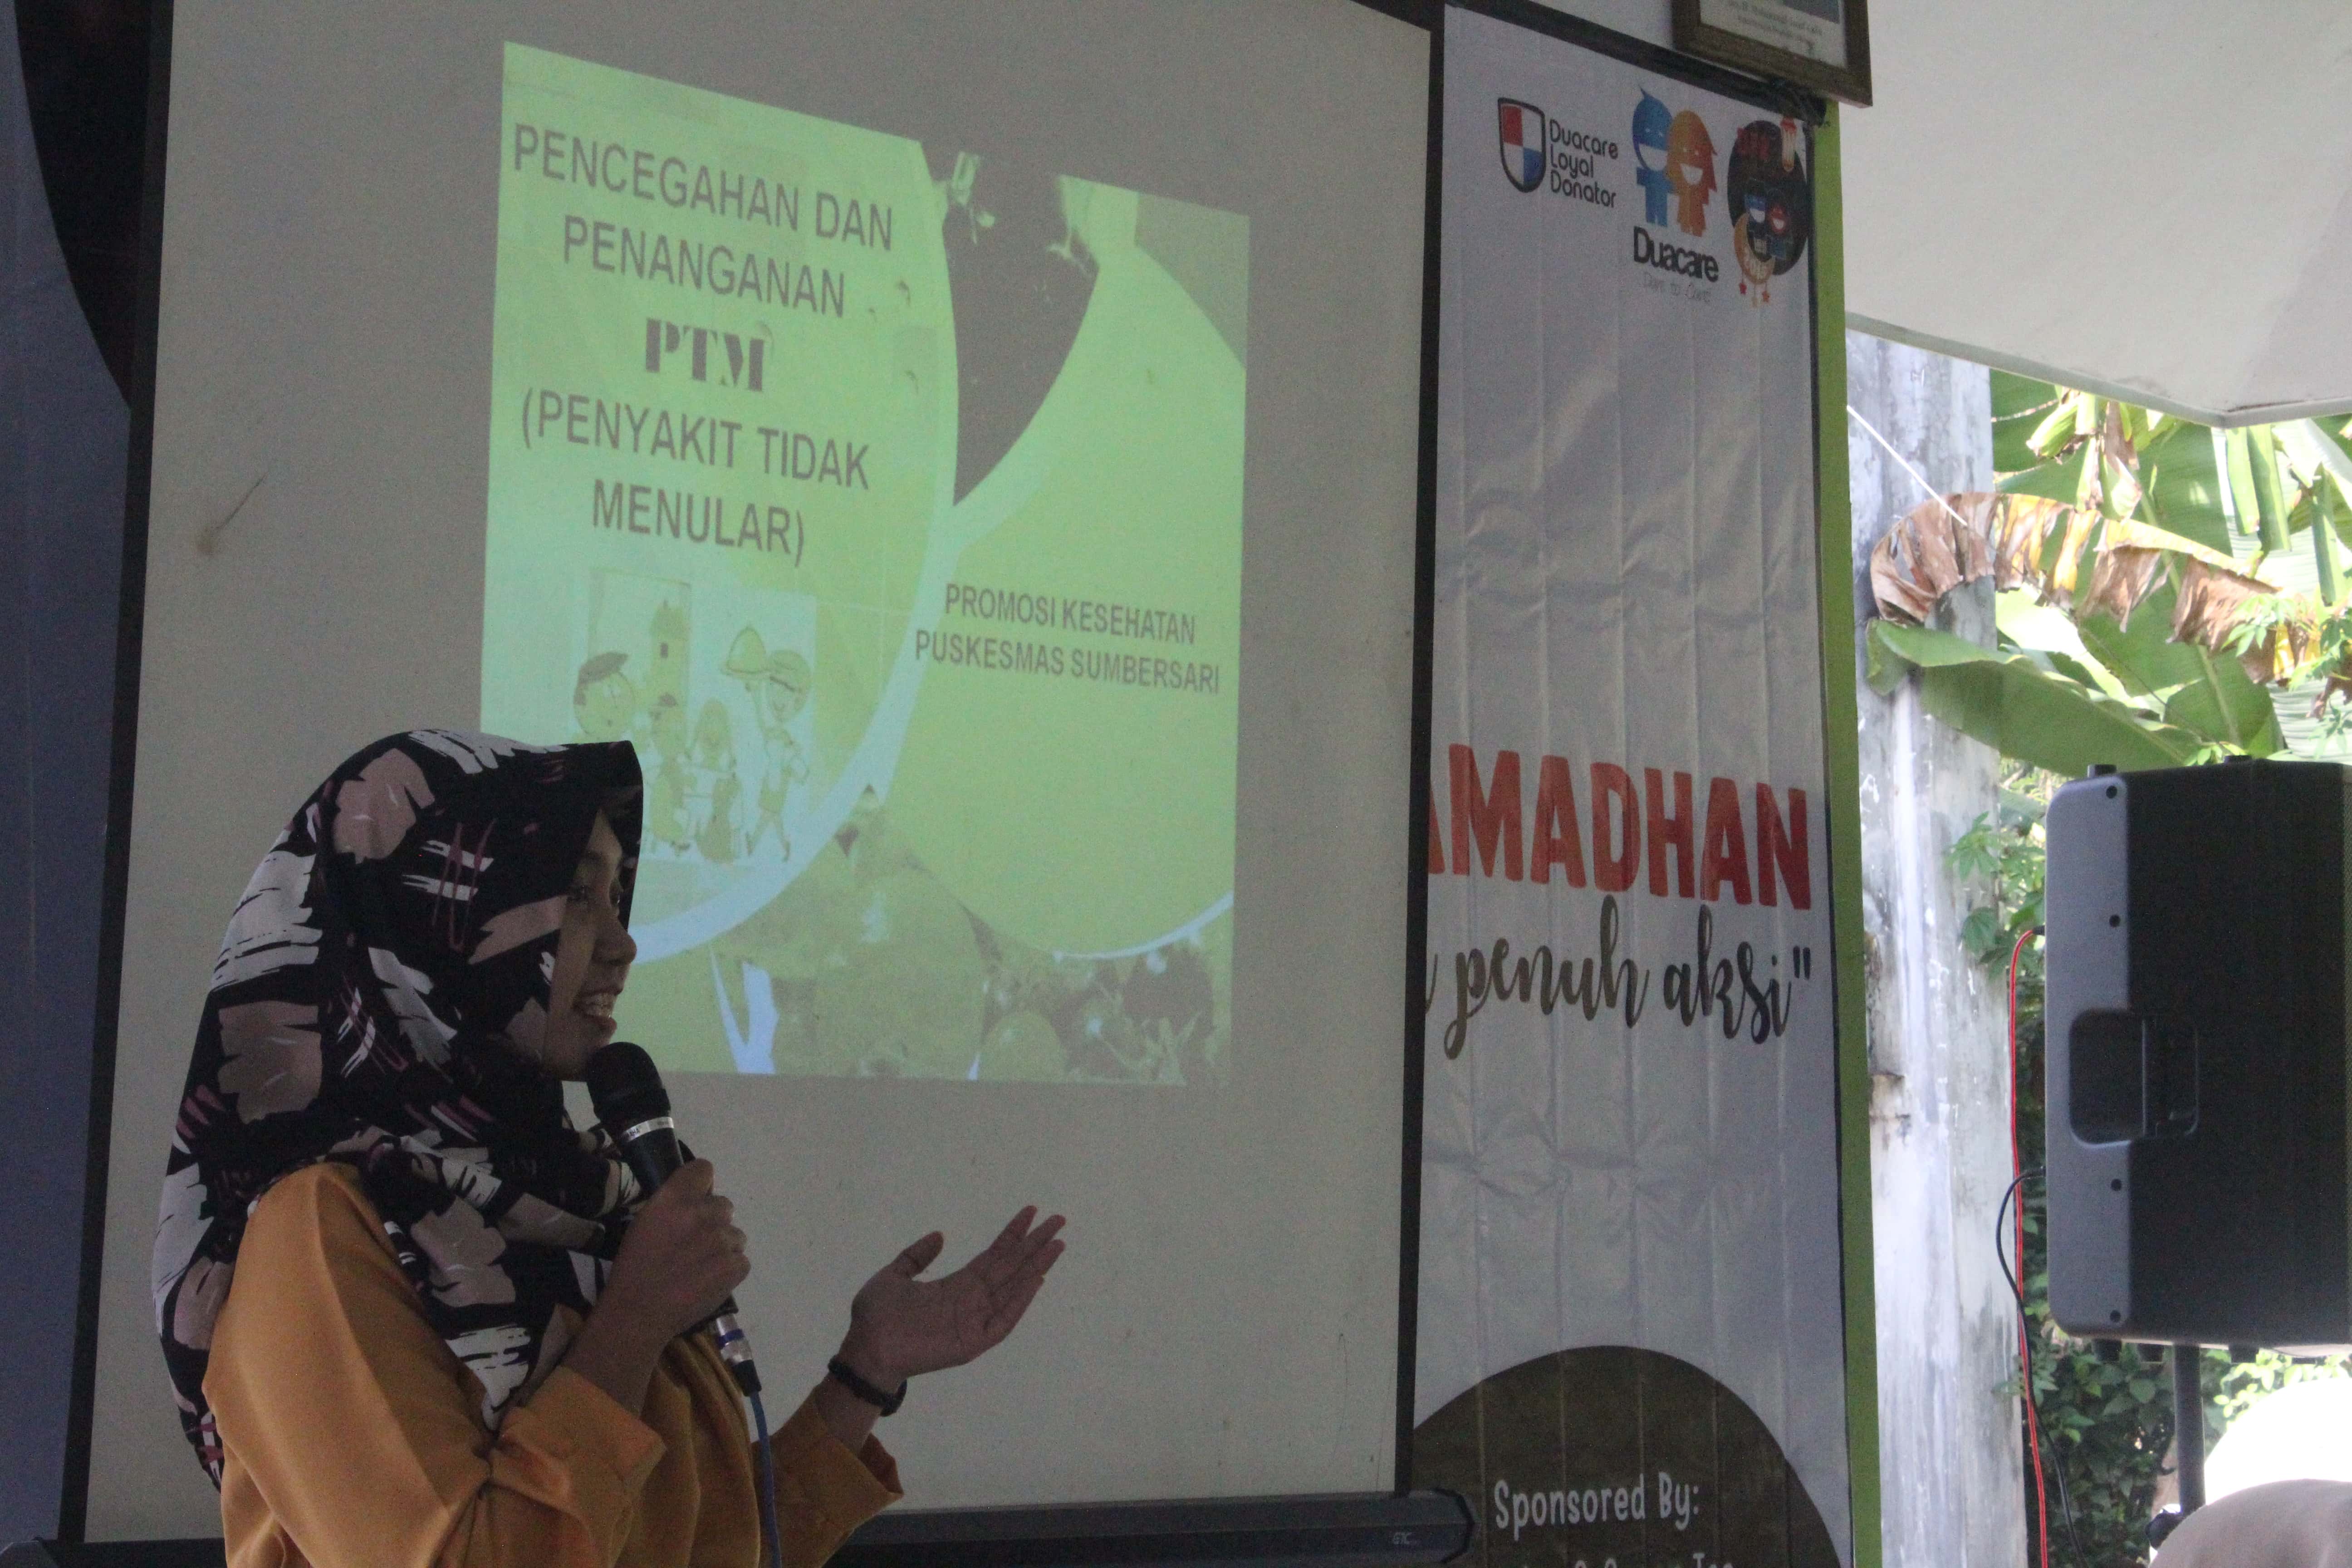 PENCEGAHAN DAN
PENANGANAN
PTM
(PENYAKIT TIDAK
MENULAR)
PROMOSI KESEHATAN
PUSKESMAS SUMBERSARI
Duacare
Loyal
Donator
Duacare
AMADHAN
penuh aksi"
Sponsored By:
GTC